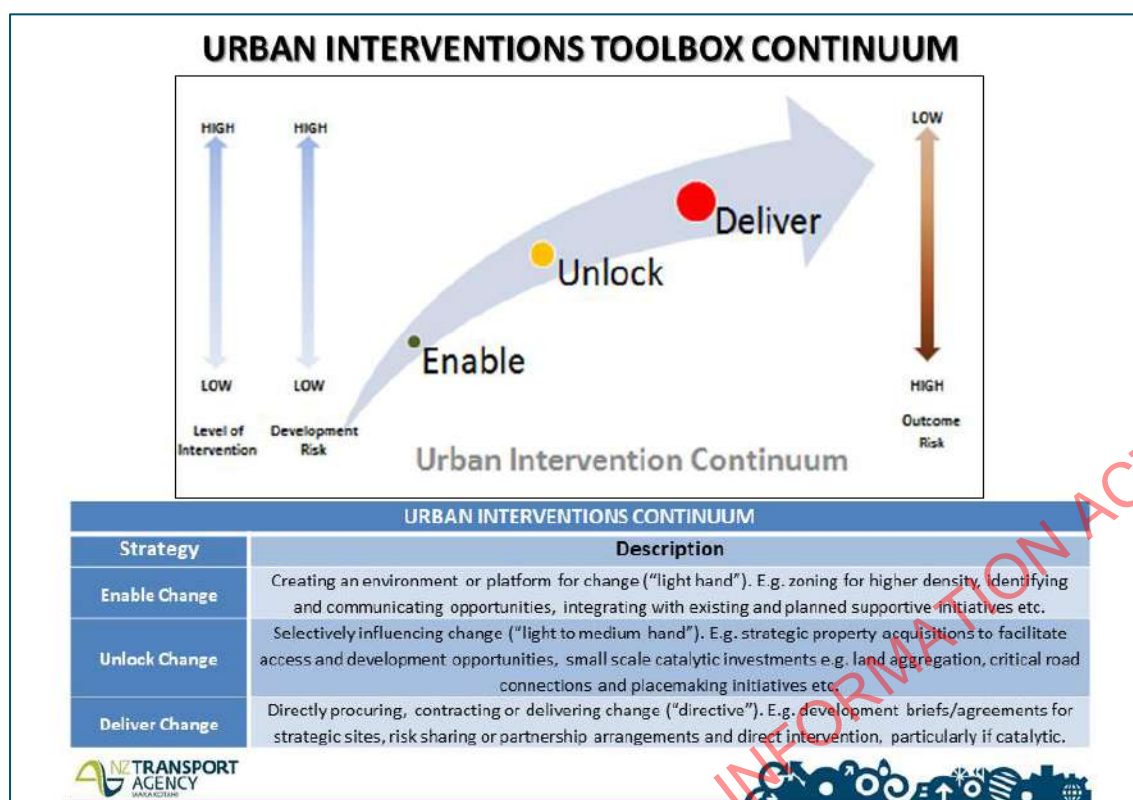 URBAN INTERVENTIONS TOOLBOX CONTINUUM
HIGH
HIGH
LOW
Deliver
Unlock
Enable
LOW
LOW
HIGH
Level of
Intervention
Development
Risk
Outcome
Risk
Urban Intervention Continuum
URBAN INTERVENTIONS CONTINUUM
Strategy
Description
Enable Change
Creating an environment or platform for change (“light hand”). E.g. zoning for higher density, identifying
and communicating opportunities, integrating with existing and planned supportive initiatives etc.
Unlock Change
Selectively influencing change (“light to medium hand”). E.g. strategic property acquisitions to facilitate
access and development opportunities, small scale catalytic investments e.g. land aggregation, critical road
connections and placemaking initiatives etc.
Deliver Change
Directly procuring, contracting or delivering change (“directive”). E.g. development briefs/agreements for
strategic sites, risk sharing or partnership arrangements and direct intervention, particularly if catalytic.
NZ TRANSPORT
AGENCY
WAKA KOTAHI
INFORMATION